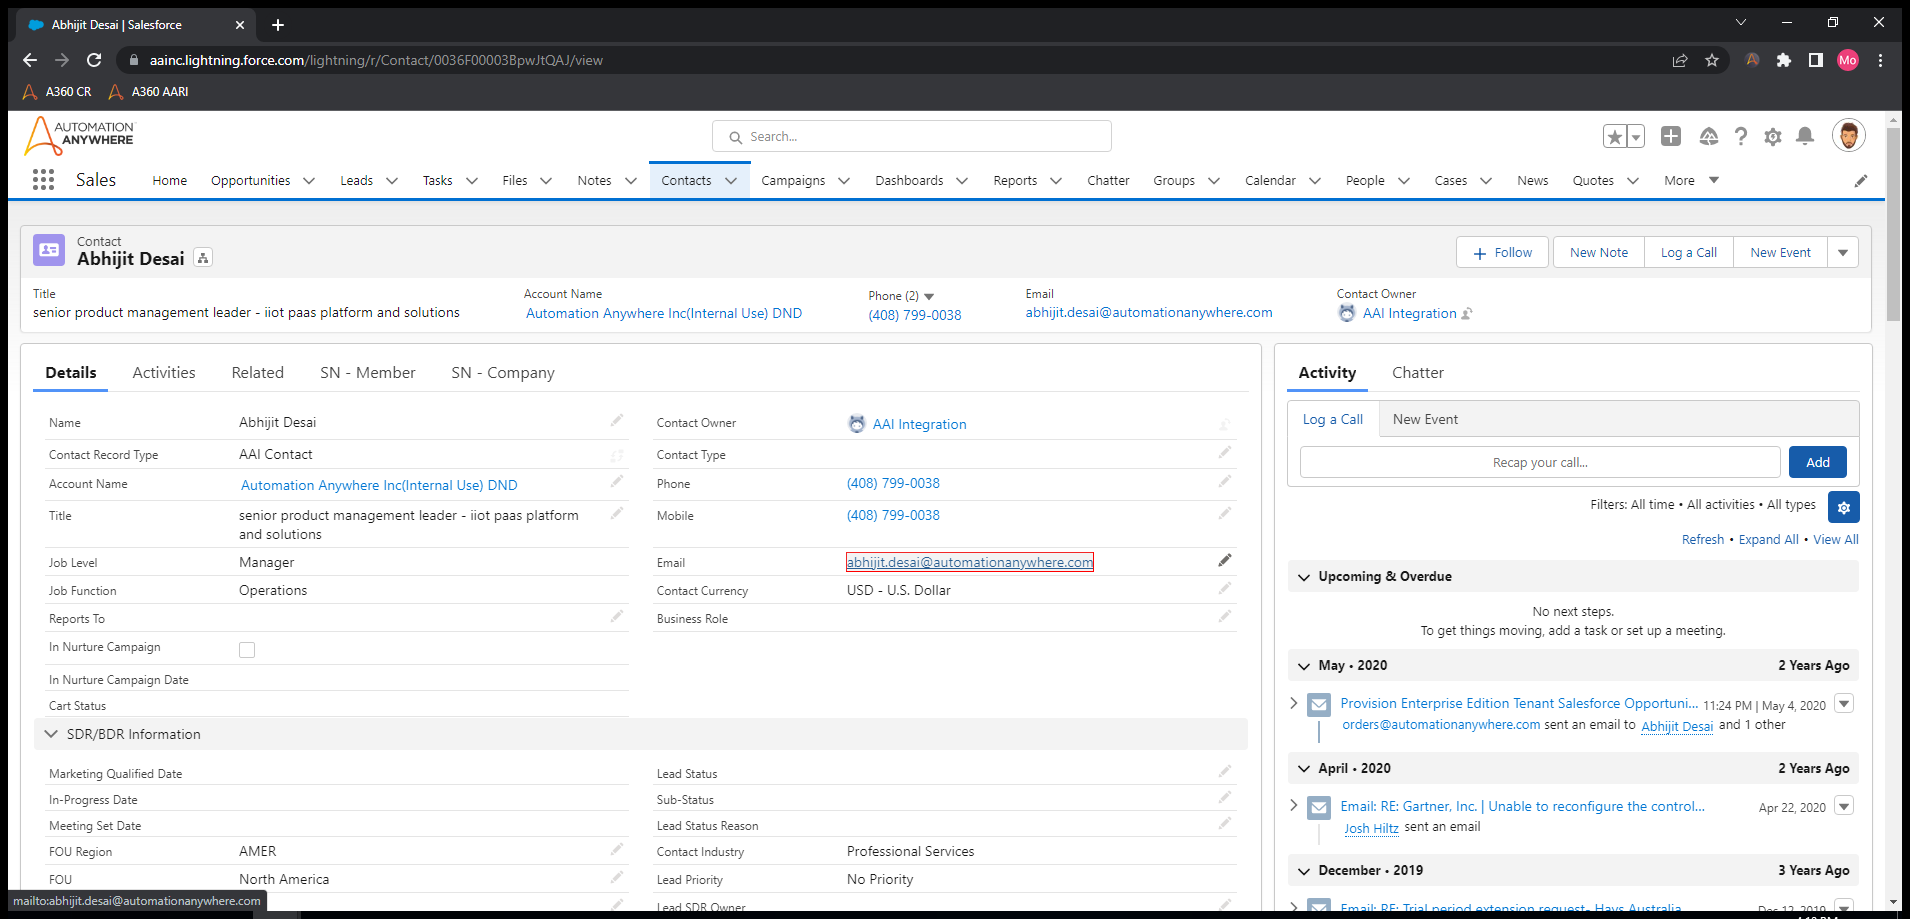 Abhijit Desai | Salesforce
aainc.lightning.force.com/lightning/r/Contact/0036F00003BpwJtQAJ/view
Mo
A360 CR A360 AARI
AUTOMATION
ANYWHERE
Search...
Sales Home Opportunities Leads Tasks Files Notes Contacts Campaigns Dashboards Reports Chatter Groups Calendar People Cases News Quotes More
Contact
Abhijit Desai
Follow New Note Log a Call New Event
Title Account Name Phone (2) Email Contact Owner
senior product management leader - iiot paas platform and solutions Automation Anywhere Inc(Internal Use) DND (408) 799-0038 abhijit.desai@automationanywhere.com AAI Integration
Details Activities Related SN - Member SN - Company
Name Abhijit Desai Contact Owner AAI Integration
Contact Record Type AAI Contact Contact Type
Account Name Automation Anywhere Inc(Internal Use) DND Phone (408) 799-0038
Title senior product management leader - iiot paas platform Mobile (408) 799-0038
and solutions
Job Level Manager Email abhijit.desai@automationanywhere.com
Job Function Operations Contact Currency USD - U.S. Dollar
Reports To Business Role
In Nurture Campaign
In Nurture Campaign Date
Cart Status
SDR/BDR Information
Marketing Qualified Date Lead Status
In-Progress Date Sub-Status
Meeting Set Date Lead Status Reason
FOU Region AMER Contact Industry Professional Services
FOU North America Lead Priority No Priority
Lead SDR Owner
mailto:abhijit.desai@automationanywhere.com
Activity Chatter
Log a Call New Event
Recap your call... Add
Filters: All time • All activities • All types
Refresh • Expand All • View All
Upcoming & Overdue
No next steps.
To get things moving, add a task or set up a meeting.
May • 2020 2 Years Ago
Provision Enterprise Edition Tenant Salesforce Opportuni... 11:24 PM | May 4, 2020
orders@automationanywhere.com sent an email to Abhijit Desai and 1 other
April • 2020 2 Years Ago
Email: RE: Gartner, Inc. | Unable to reconfigure the control... Apr 22, 2020
Josh Hiltz sent an email
December • 2019 3 Years Ago
Email: RE: Trial period extension request- Hays Australia Dec 12, 2019